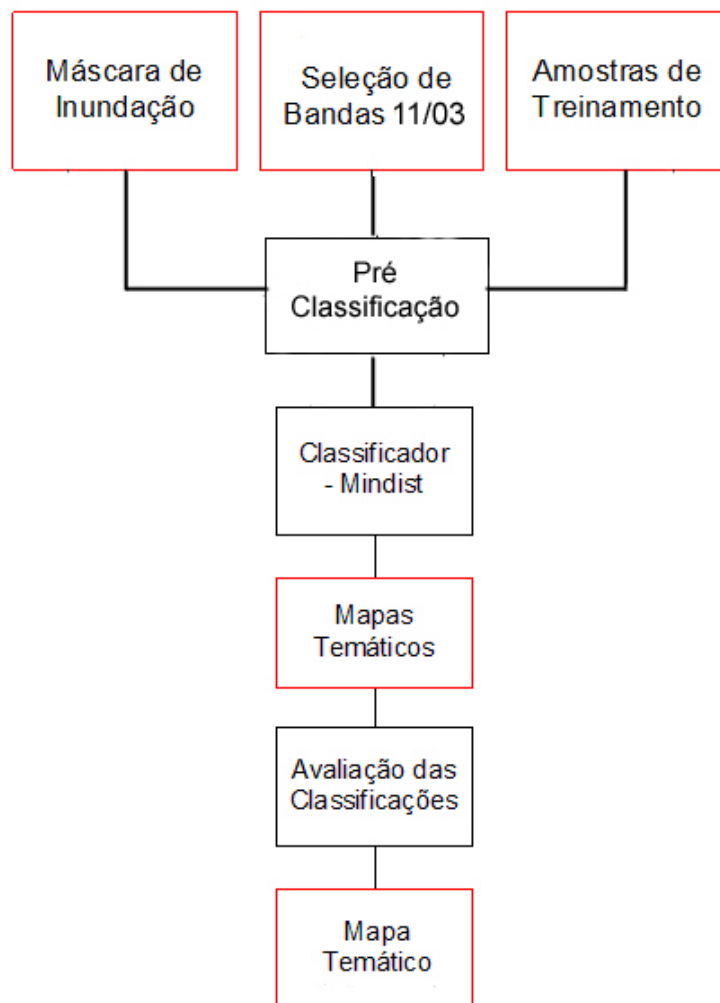 Máscara de
Inundação
Seleção de
Bandas 11/03
Amostras de
Treinamento
Pré
Classificação
Classificador
- Mindist
Mapas
Temáticos
Avaliação das
Classificações
Mapa
Temático